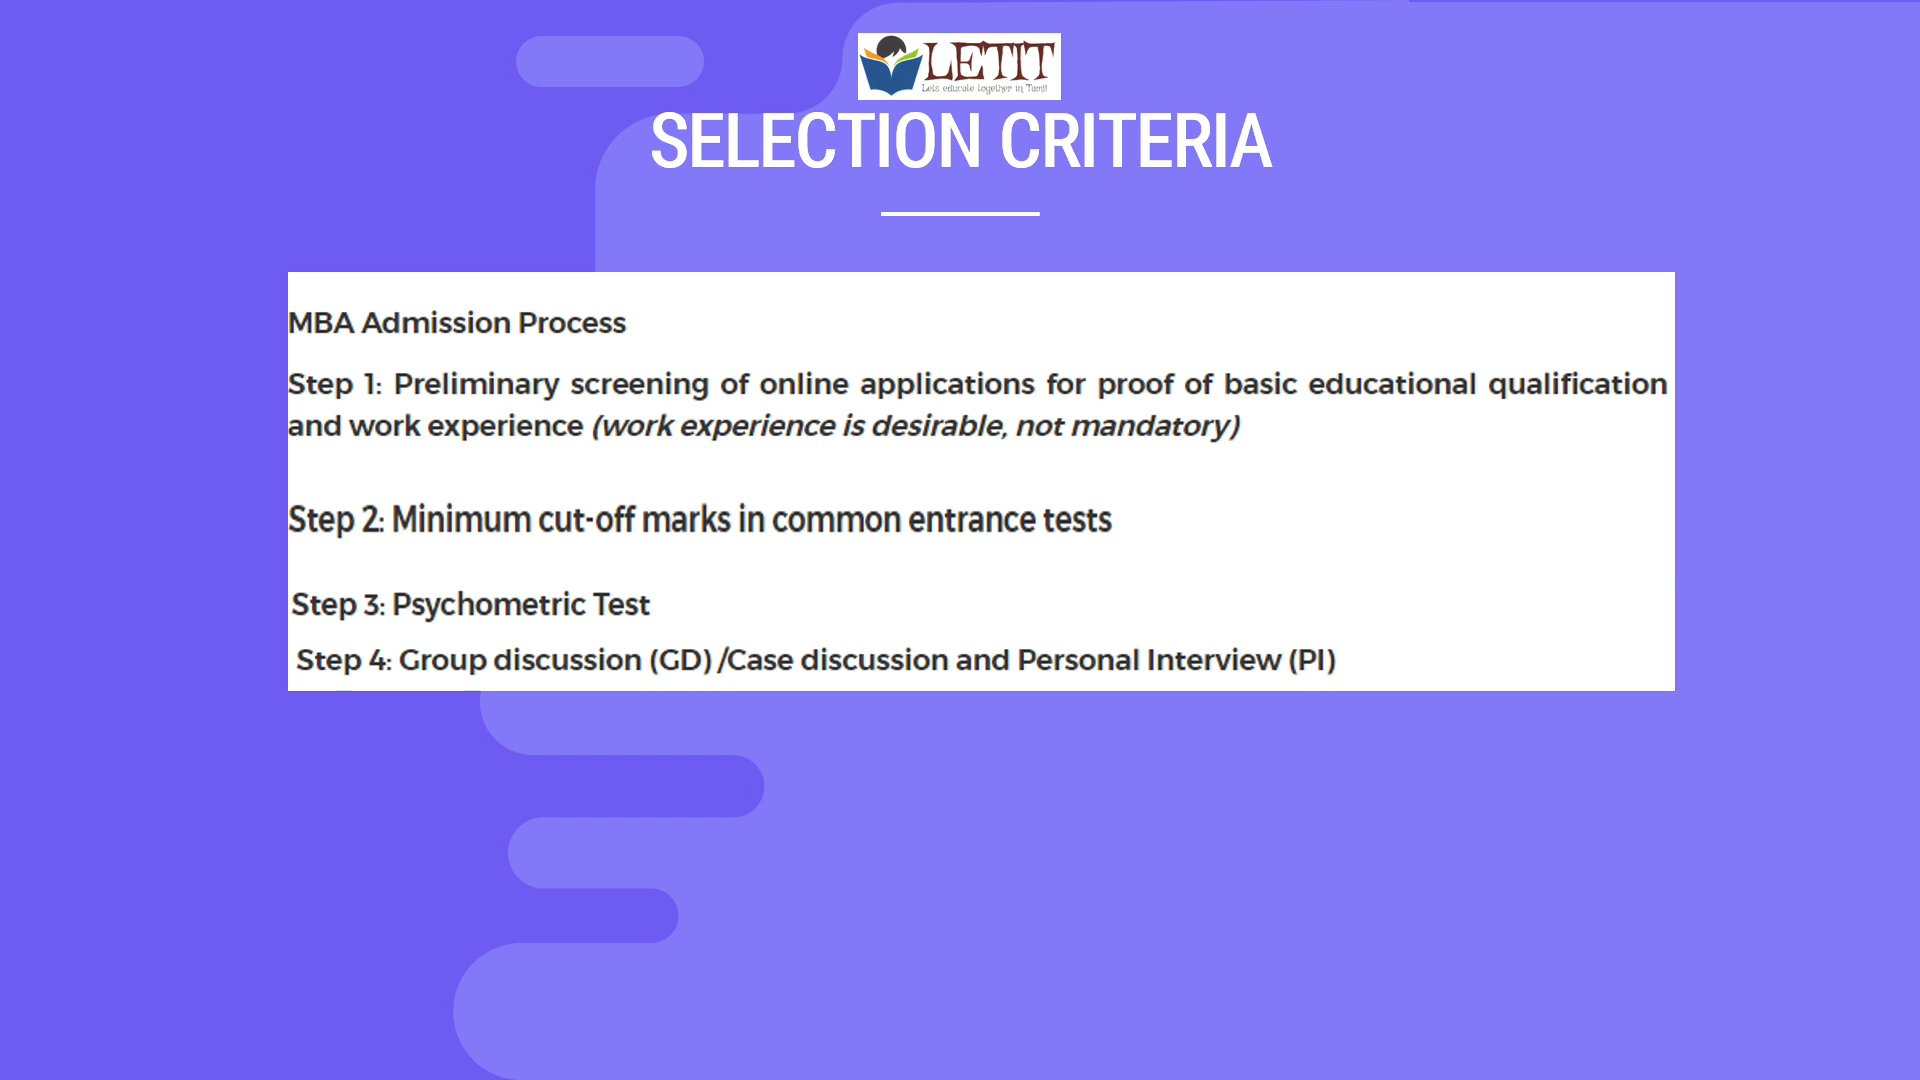 LETIT
Lets educate together in Tamil
SELECTION CRITERIA
MBA Admission Process
Step 1: Preliminary screening of online applications for proof of basic educational qualification
and work experience (work experience is desirable, not mandatory)
Step 2: Minimum cut-off marks in common entrance tests
Step 3: Psychometric Test
Step 4: Group discussion (GD) /Case discussion and Personal Interview (PI)